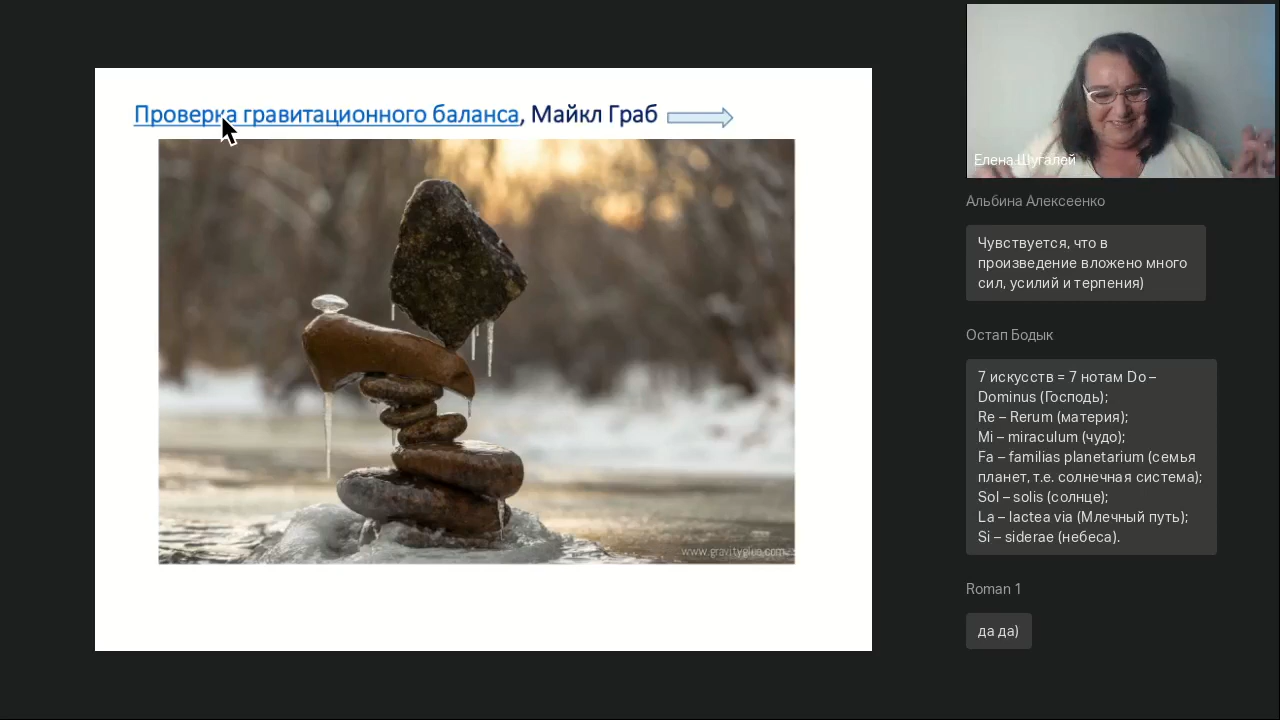 Проверка гравитационного баланса, Майкл Граб
www.gravityglue.com
Елена Шугалей
Альбина Алексеенко
Чувствуется, что в
произведение вложено много
сил, усилий и терпения)
Остап Бодык
7 искусств = 7 нотам Do –
Dominus (Господь);
Re – Rerum (материя);
Mi – miraculum (чудо);
Fa – familias planetarium (семья
планет, т.е. солнечная система);
Sol – solis (солнце);
La – lactea via (Млечный путь);
Si – siderae (небеса).
Roman 1
да да)